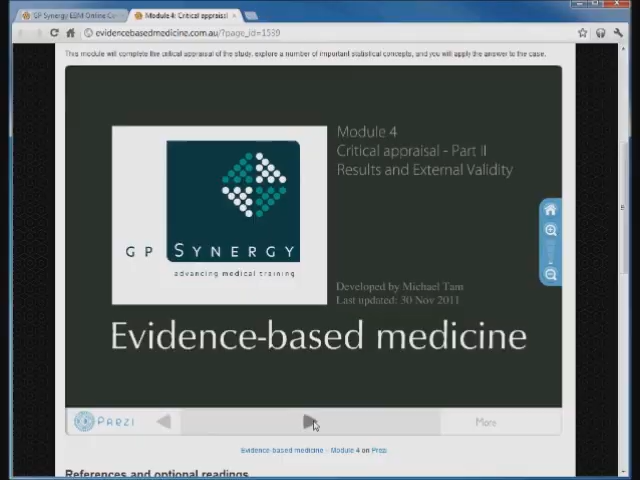 GP Synergy EBM Online Co
Module 4: Critical appraisal
evidencebasedmedicine.com.au/?page_id=1599
This module will complete the critical appraisal of the study, explore a number of important statistical concepts, and you will apply the answer to the case.
Module 4
Critical appraisal - Part II
Results and External Validity
GP SYNERGY
advancing medical training
Developed by Michael Tam
Last updated: 30 Nov 2011
Evidence-based medicine
PREZI
More
Evidence-based medicine - Module 4 on Prezi
References and optional readings